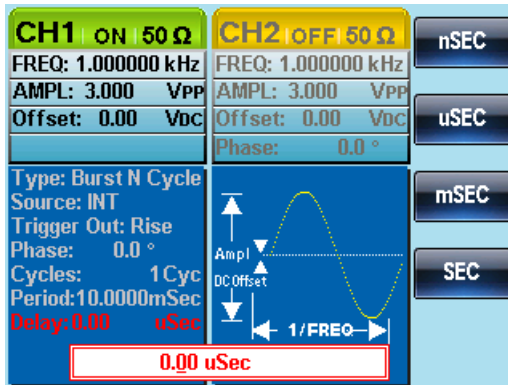 CH1 ON 50 Ω
FREQ: 1.000000 kHz
AMPL: 3.000 VPP
Offset: 0.00 VDC
CH2 OFF 50 Ω
FREQ: 1.000000 kHz
AMPL: 3.000 VPP
Offset: 0.00 VDC
Phase: 0.0 °
Type: Burst N Cycle
Source: INT
Trigger Out: Rise
Phase: 0.0 °
Cycles: 1 Cyc
Period:10.0000mSec
Delay:0.00 uSec
Ampl
DC Offset
1/FREQ
0.00 uSec
nSEC
uSEC
mSEC
SEC